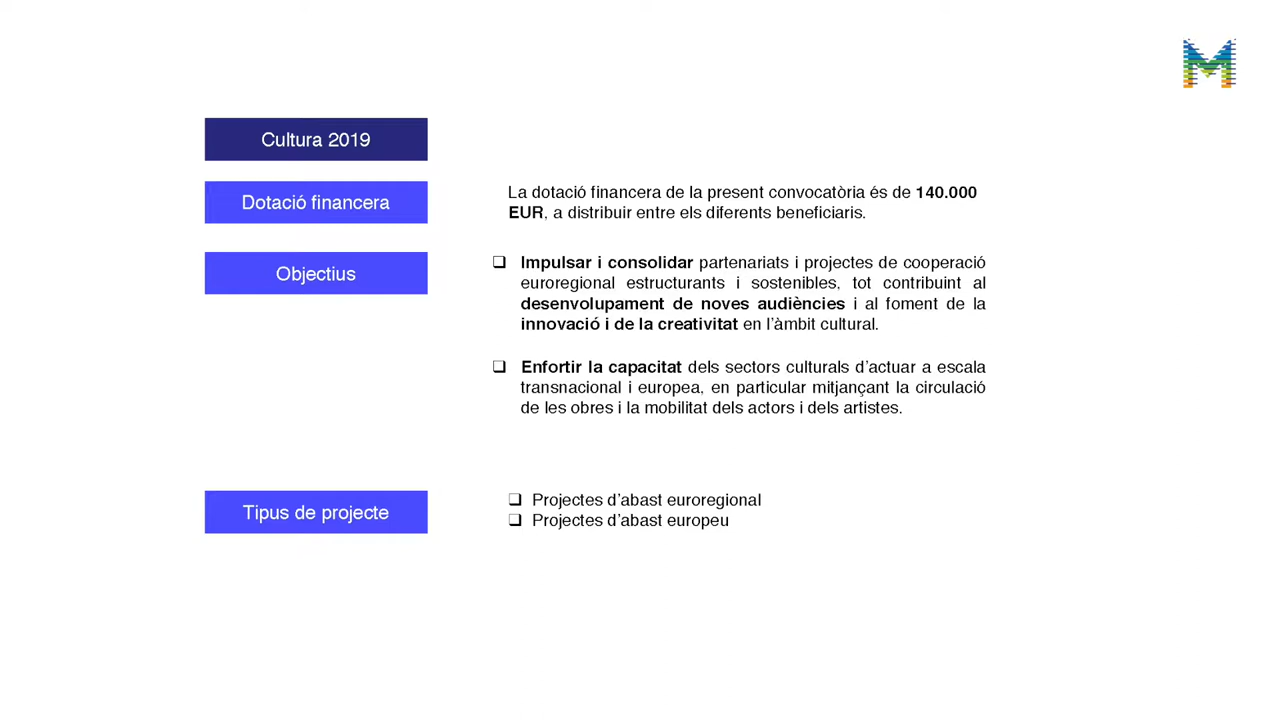 M
Cultura 2019
Dotació financera
La dotació financera de la present convocatòria és de 140.000
EUR, a distribuir entre els diferents beneficiaris.
Objectius
❏ Impulsar i consolidar partenariats i projectes de cooperació
euroregional estructurants i sostenibles, tot contribuint al
desenvolupament de noves audiències i al foment de la
innovació i de la creativitat en l’àmbit cultural.
❏ Enfortir la capacitat dels sectors culturals d’actuar a escala
transnacional i europea, en particular mitjançant la circulació
de les obres i la mobilitat dels actors i dels artistes.
Tipus de projecte
❏ Projectes d’abast euroregional
❏ Projectes d’abast europeu